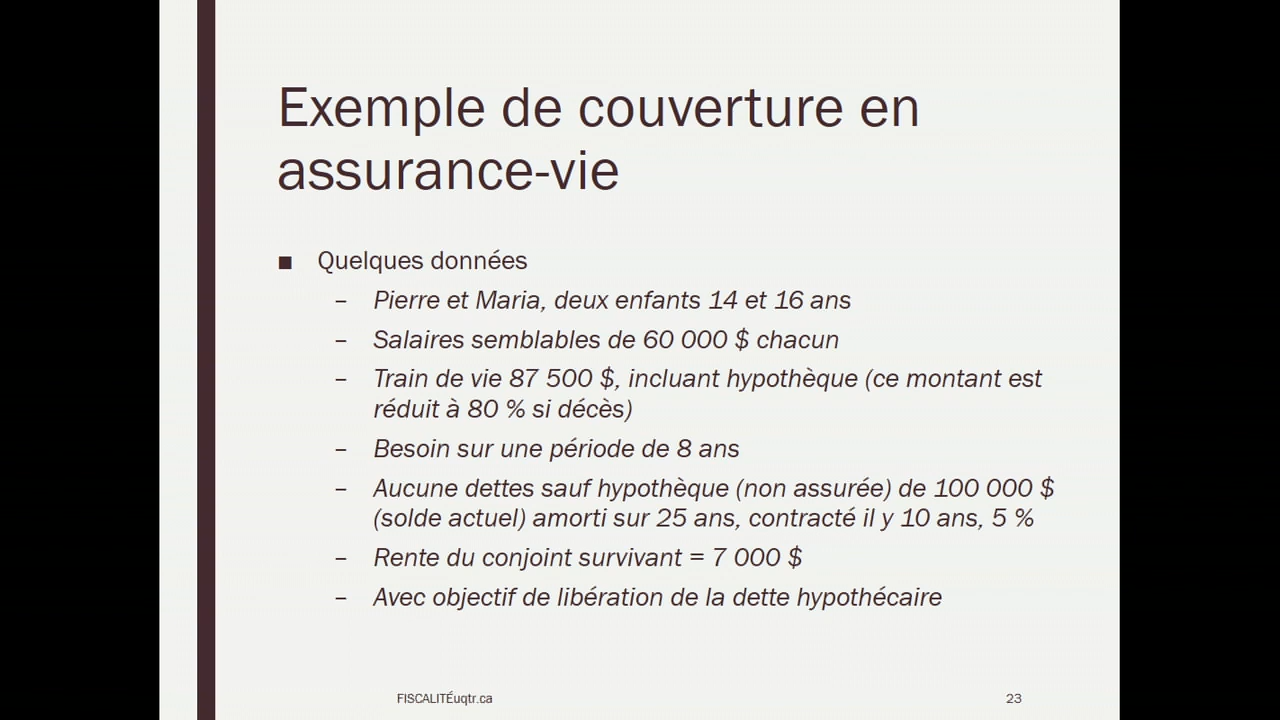 Exemple de couverture en
assurance-vie
■ Quelques données
– Pierre et Maria, deux enfants 14 et 16 ans
– Salaires semblables de 60 000 $ chacun
– Train de vie 87 500 $, incluant hypothèque (ce montant est
réduit à 80 % si décès)
– Besoin sur une période de 8 ans
– Aucune dettes sauf hypothèque (non assurée) de 100 000 $
(solde actuel) amorti sur 25 ans, contracté il y 10 ans, 5 %
– Rente du conjoint survivant = 7 000 $
– Avec objectif de libération de la dette hypothécaire
FISCALITÉuqtr.ca
23